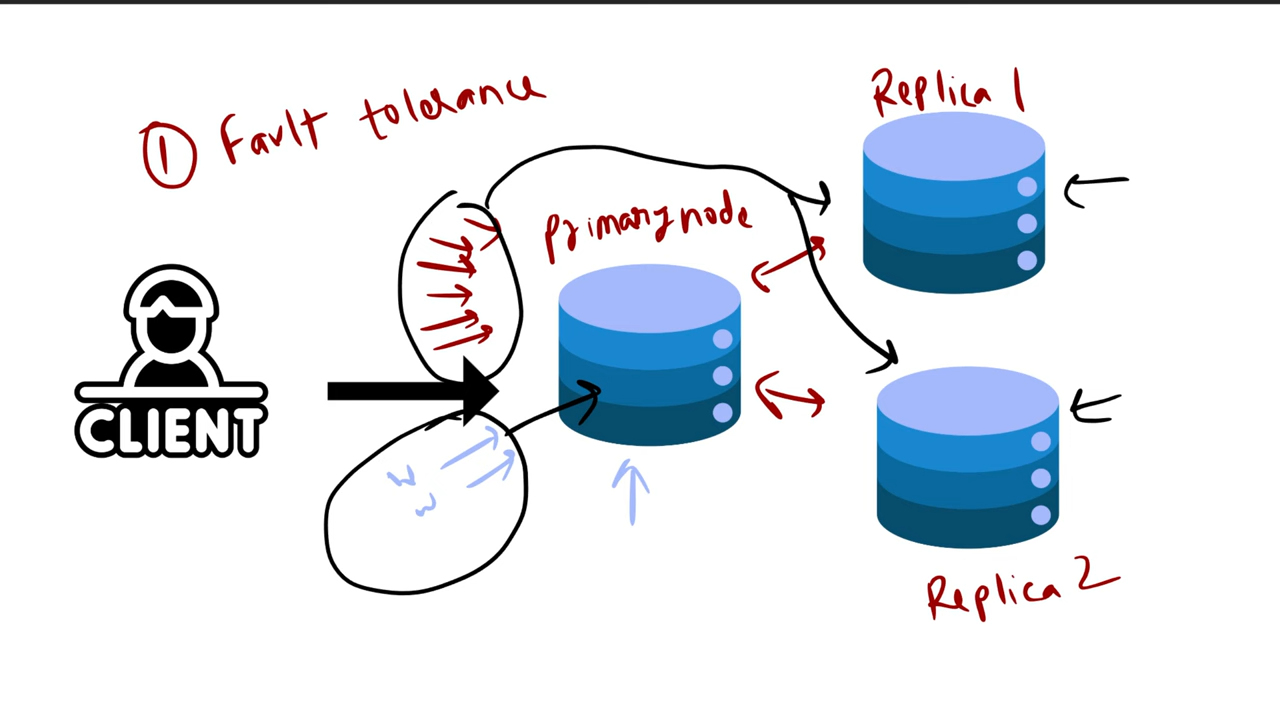 ① Fault tolerance
Replica 1
Primary node
CLIENT
w
w
Replica 2